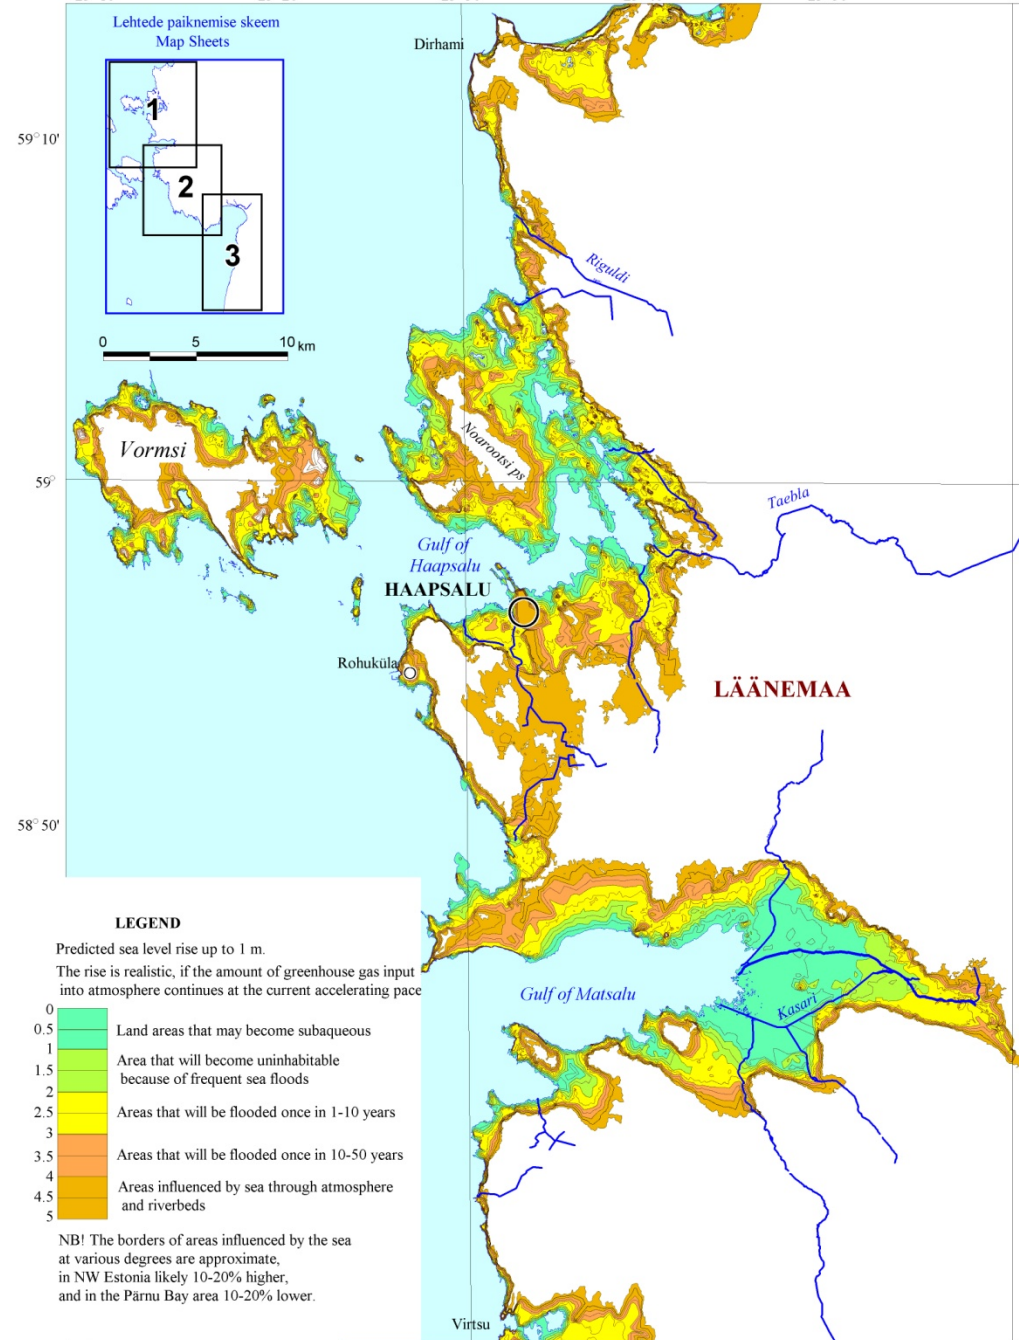 Lehtede paiknemise skeem
Map Sheets
1
2
3
0 5 10 km
Dirhami
59° 10'
Riguldi
Vormsi
Noarootsi ps
59°
Taebla
Gulf of
Haapsalu
HAAPSALU
Rohuküla
LÄÄNEMAA
58° 50'
Gulf of Matsalu
Kasari
Virtsu
LEGEND
Predicted sea level rise up to 1 m.
The rise is realistic, if the amount of greenhouse gas input
into atmosphere continues at the current accelerating pace
0
0.5
1
1.5
2
2.5
3
3.5
4
4.5
5
Land areas that may become subaqueous
Area that will become uninhabitable
because of frequent sea floods
Areas that will be flooded once in 1-10 years
Areas that will be flooded once in 10-50 years
Areas influenced by sea through atmosphere
and riverbeds
NB! The borders of areas influenced by the sea
at various degrees are approximate,
in NW Estonia likely 10-20% higher,
and in the Pärnu Bay area 10-20% lower.